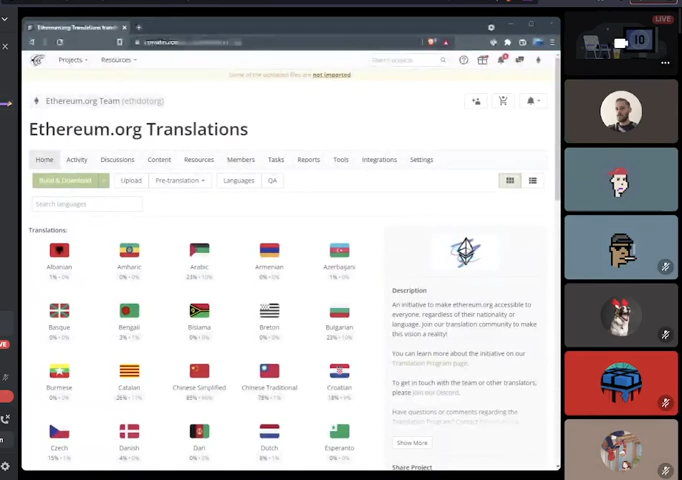 Ethereum.org Translations
LIVE
10
Projects
Resources
Search projects
Some of the uploaded files are not imported.
Ethereum.org Team (ethdotorg)
Ethereum.org Translations
Home Activity Discussions Content Resources Members Tasks Reports Tools Integrations Settings
Build & Download Upload Pre-translation Languages QA
Search languages
Translations:
Albanian Amharic Arabic Armenian Azerbaijani
Basque Bengali Bislama Breton Bulgarian
Burmese Catalan Chinese Simplified Chinese Traditional Croatian
Czech Danish Dari Dutch Esperanto
Description
An initiative to make ethereum.org accessible to
everyone, regardless of their nationality or
language. Join our translation community to make
this vision a reality!
You can learn more about the initiative on our
Translation Program page.
To get in touch with the team or other translators,
please join our Discord.
Have questions or comments regarding the
Show More
Share Project